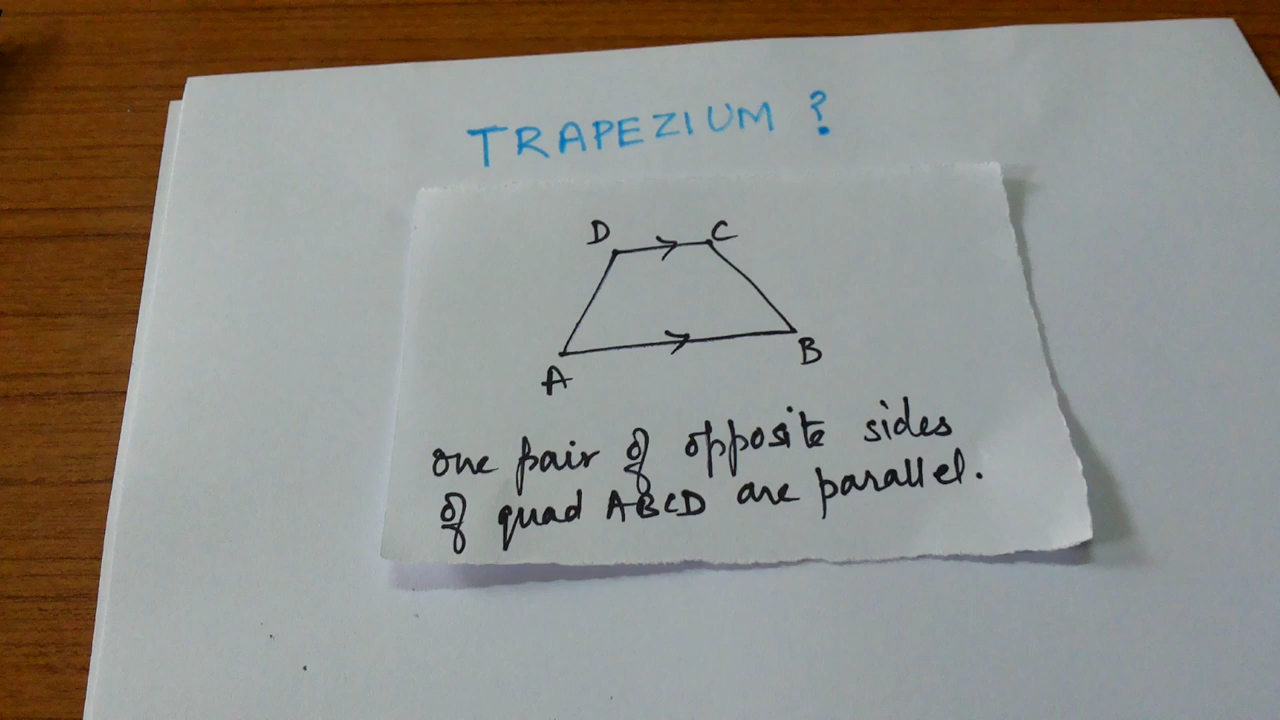 TRAPEZIUM ?
D C
A B
one pair of opposite sides
of quad ABCD are parallel.